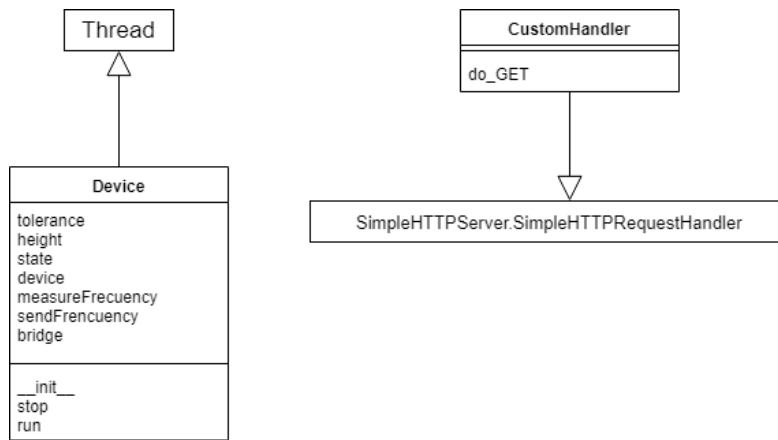 Thread
Device
tolerance
height
state
device
measureFrecuency
sendFrencuency
bridge
__init__
stop
run
CustomHandler
do_GET
SimpleHTTPServer.SimpleHTTPRequestHandler